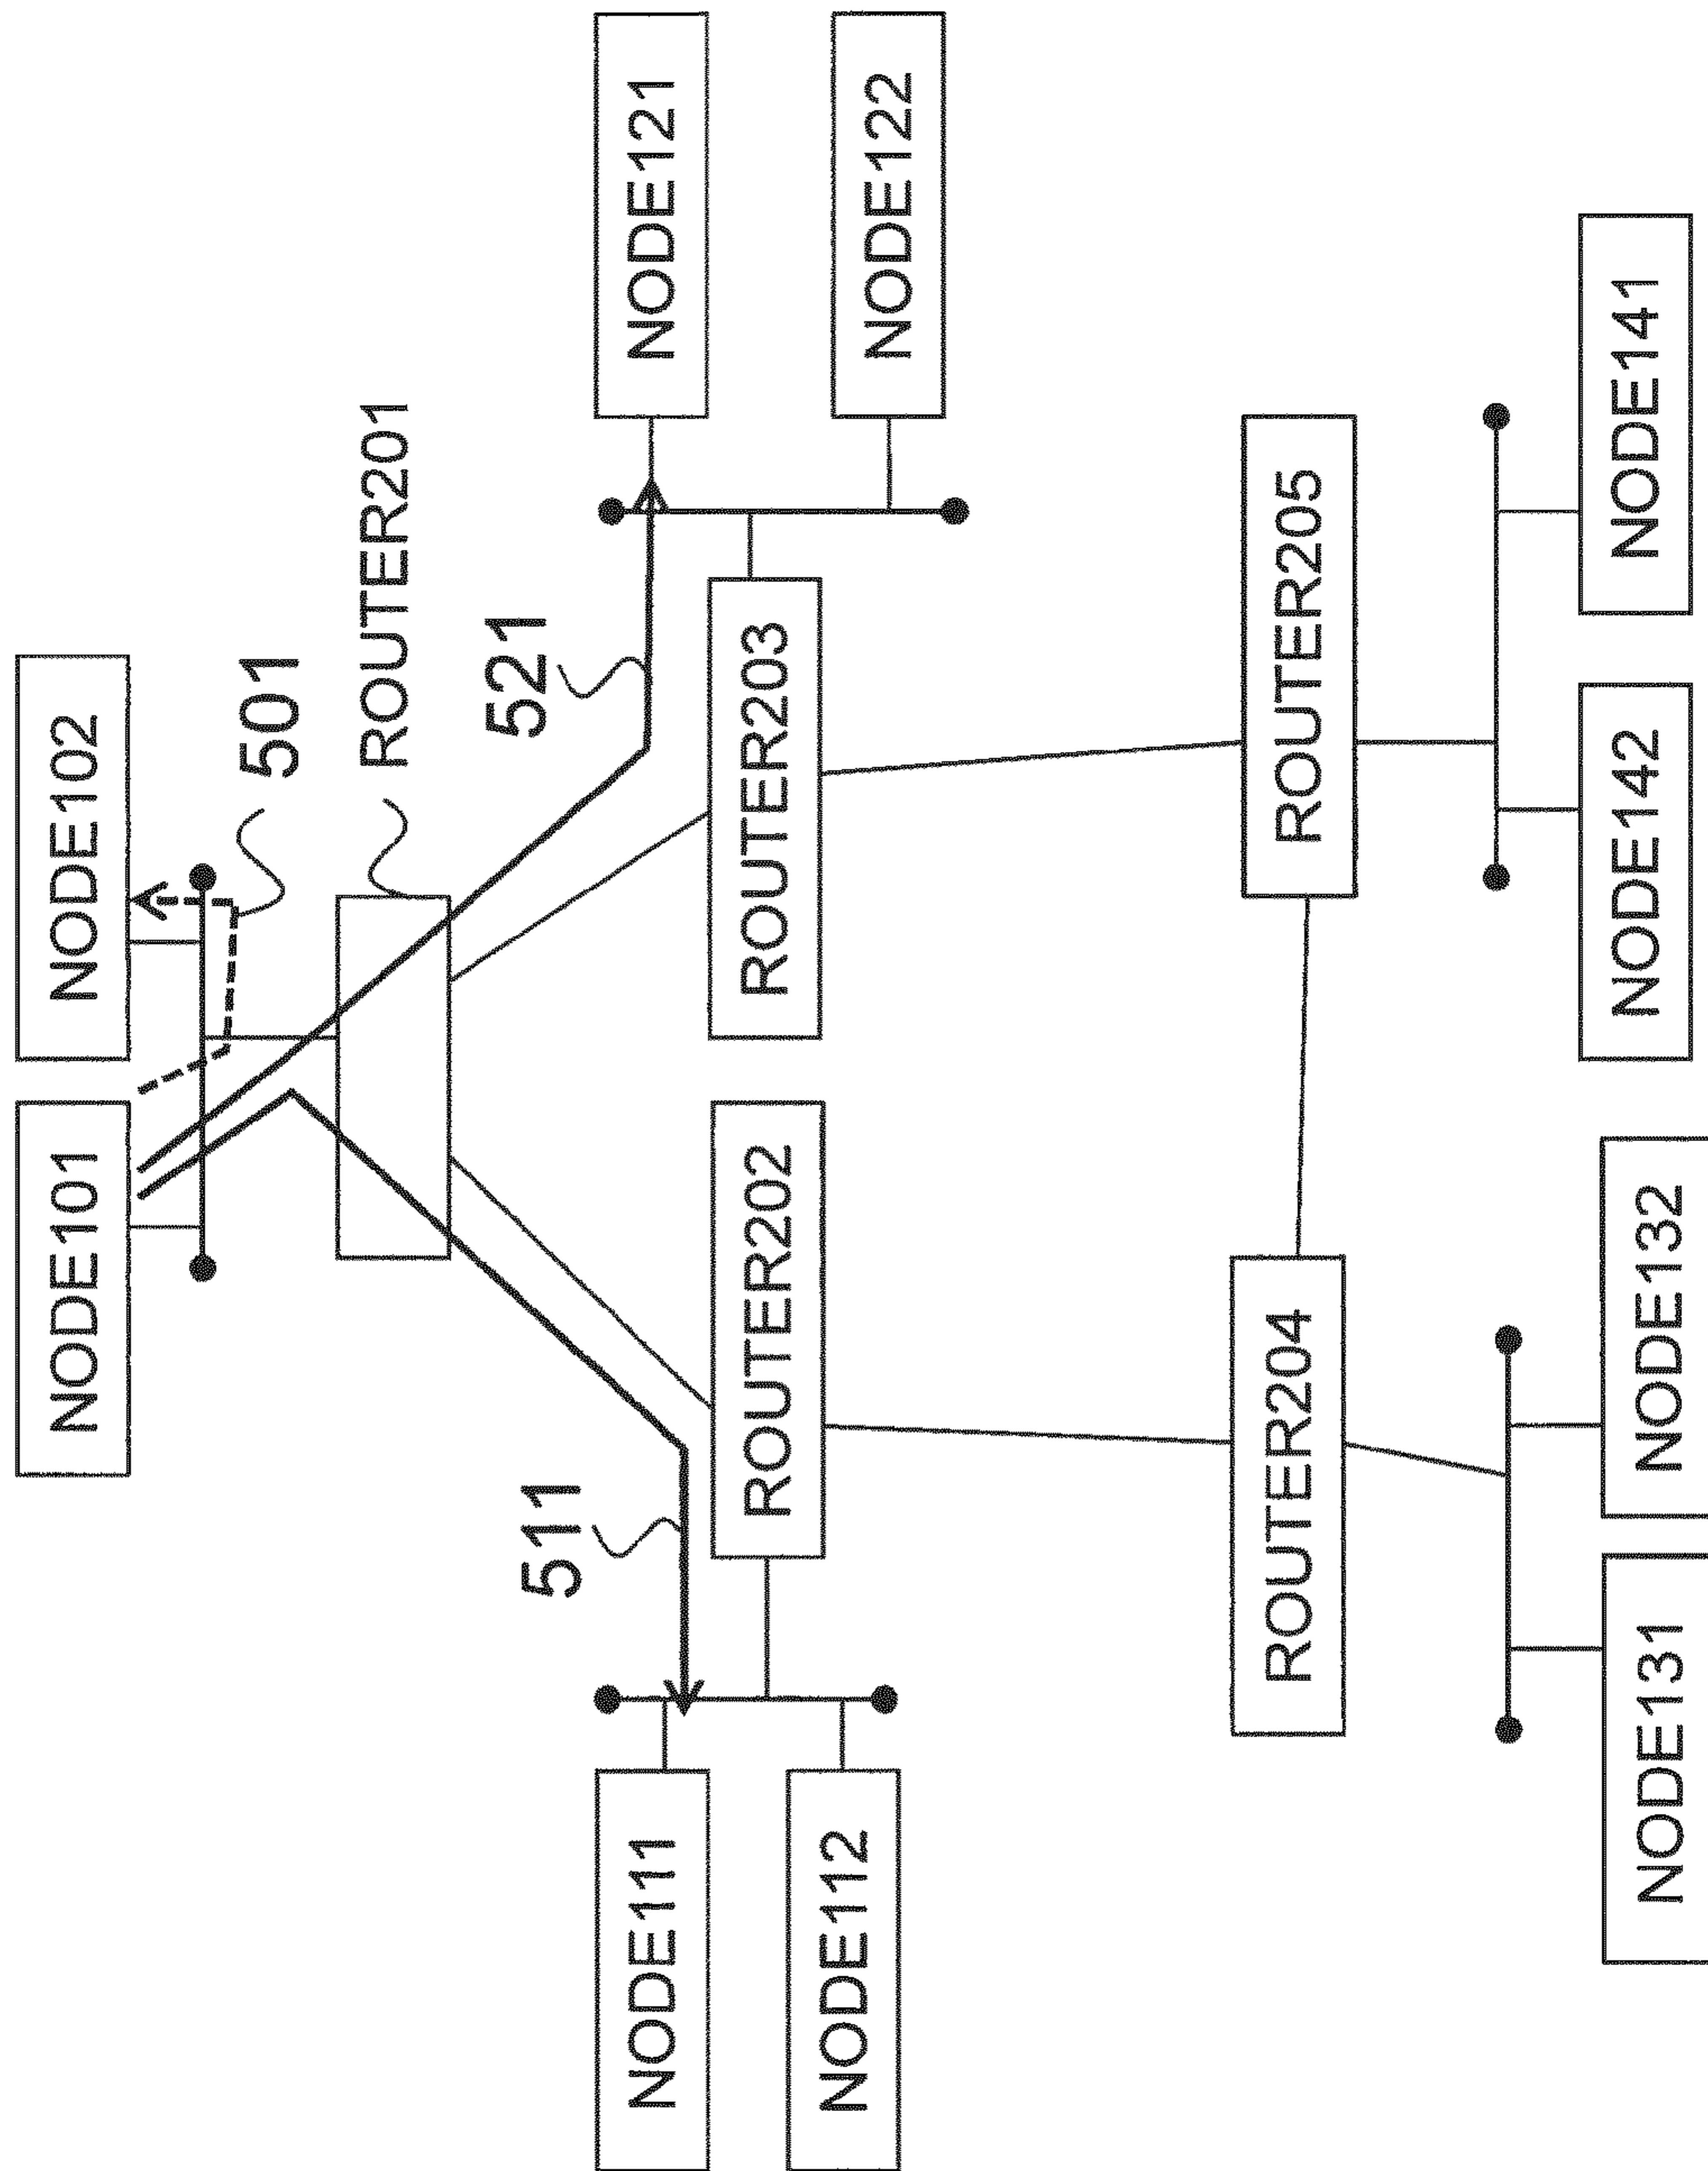 NODE101
NODE102
501
ROUTER201
511
521
NODE111
NODE112
NODE121
NODE122
ROUTER202
ROUTER203
ROUTER204
ROUTER205
NODE131
NODE132
NODE142
NODE141